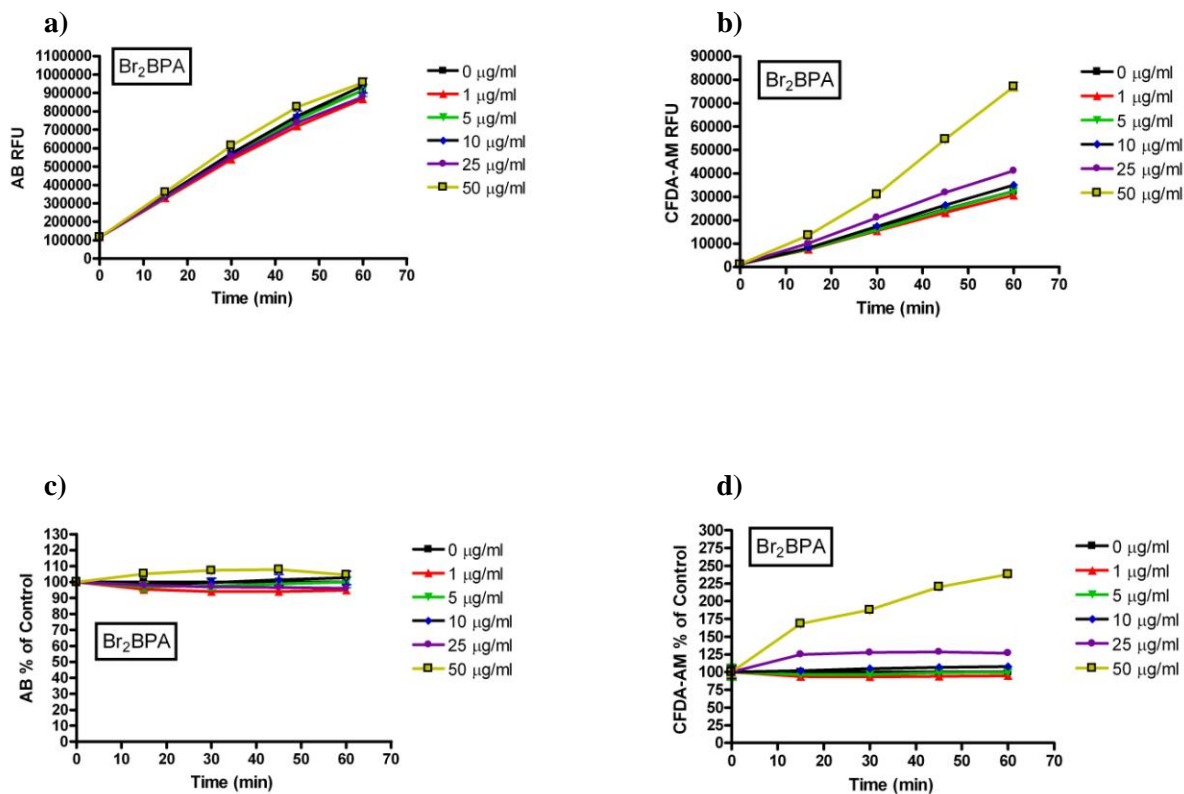 a)
Br₂BPA
AB RFU
1100000
1000000
900000
800000
700000
600000
500000
400000
300000
200000
100000
0
0 10 20 30 40 50 60 70
Time (min)
0 µg/ml
1 µg/ml
5 µg/ml
10 µg/ml
25 µg/ml
50 µg/ml
b)
Br₂BPA
CFDA-AM RFU
90000
80000
70000
60000
50000
40000
30000
20000
10000
0
0 10 20 30 40 50 60 70
Time (min)
0 µg/ml
1 µg/ml
5 µg/ml
10 µg/ml
25 µg/ml
50 µg/ml
c)
Br₂BPA
AB % of Control
130
120
110
100
90
80
70
60
50
40
30
20
10
0
0 10 20 30 40 50 60 70
Time (min)
0 µg/ml
1 µg/ml
5 µg/ml
10 µg/ml
25 µg/ml
50 µg/ml
d)
Br₂BPA
CFDA-AM % of Control
300
275
250
225
200
175
150
125
100
75
50
25
0
0 10 20 30 40 50 60 70
Time (min)
0 µg/ml
1 µg/ml
5 µg/ml
10 µg/ml
25 µg/ml
50 µg/ml